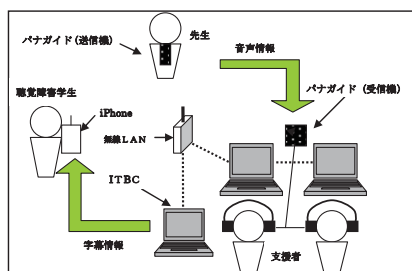 パナガイド（送信機）
先生
音声情報
パナガイド（受信機）
聴覚障害学生
iPhone
無線LAN
ITBC
字幕情報
支援者